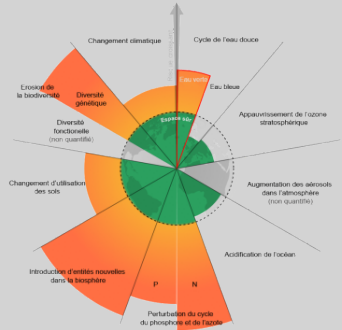 Changement climatique
Cycle de l'eau douce
Eau verte
Eau bleue
Érosion de
la biodiversité
Diversité
génétique
Espace sûr
Appauvrissement de l'ozone
stratosphérique
Diversité
fonctionelle
(non quantifié)
Changement d'utilisation
des sols
Augmentation des aérosols
dans l'atmosphère
(non quantifié)
Acidification de l'océan
Introduction d'entités nouvelles
dans la biosphère
P
N
Perturbation du cycle
du phosphore et de l'azote